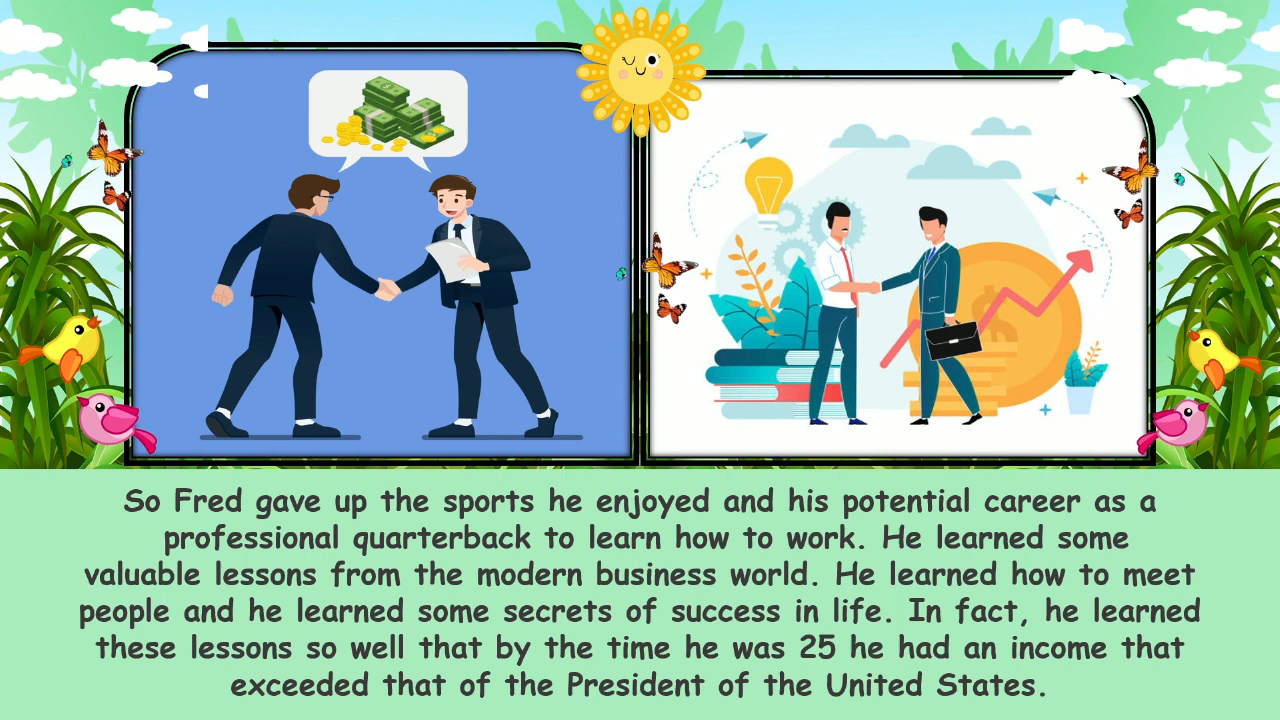 So Fred gave up the sports he enjoyed and his potential career as a
professional quarterback to learn how to work. He learned some
valuable lessons from the modern business world. He learned how to meet
people and he learned some secrets of success in life. In fact, he learned
these lessons so well that by the time he was 25 he had an income that
exceeded that of the President of the United States.